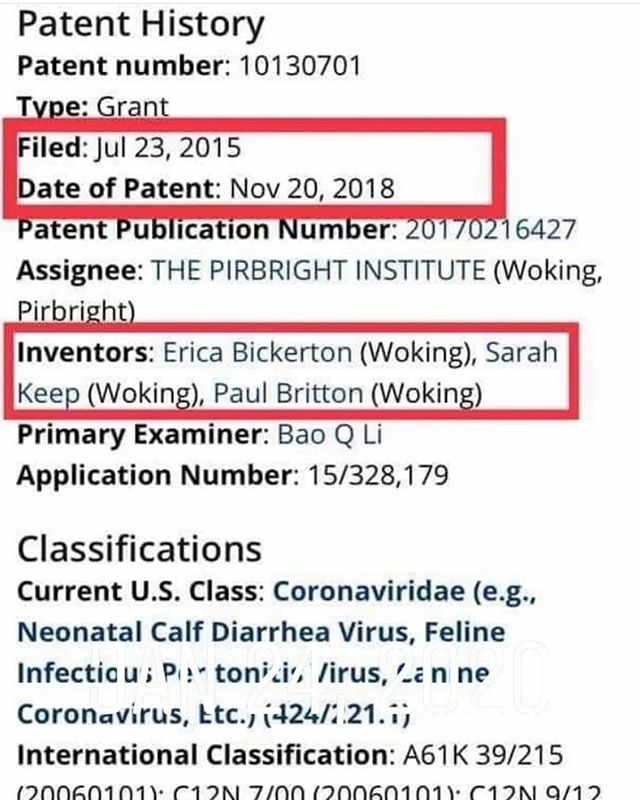 Patent History
Patent number: 10130701
Type: Grant
Filed: Jul 23, 2015
Date of Patent: Nov 20, 2018
Patent Publication Number: 20170216427
Assignee: THE PIRBRIGHT INSTITUTE (Woking,
Pirbright)
Inventors: Erica Bickerton (Woking), Sarah
Keep (Woking), Paul Britton (Woking)
Primary Examiner: Bao Q Li
Application Number: 15/328,179
Classifications
Current U.S. Class: Coronaviridae (e.g.,
Neonatal Calf Diarrhea Virus, Feline
Infectious Peritonitis Virus, Canine
JAN 24, 2020
Coronavirus, Etc.) (424/221.1)
International Classification: A61K 39/215
(20060101); C12N 7/00 (20060101); C12N 9/12